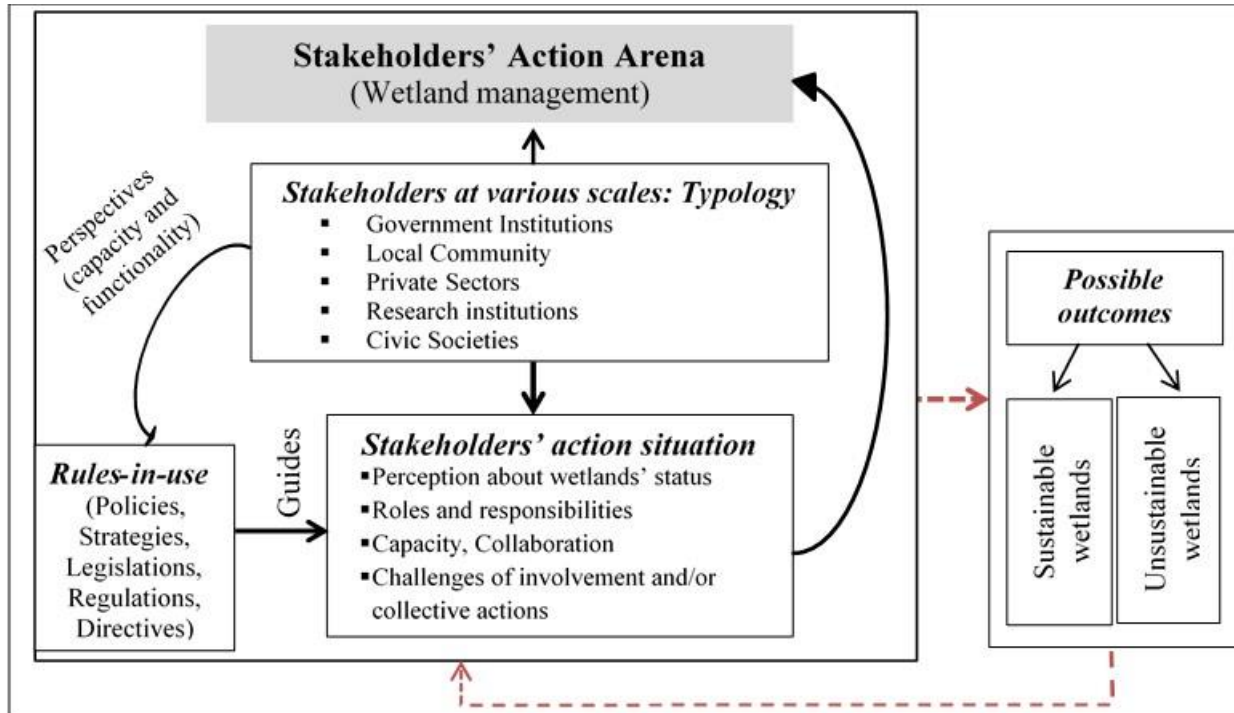 Stakeholders’ Action Arena
(Wetland management)
Perspectives
(capacity and
functionality)
Stakeholders at various scales: Typology
▪ Government Institutions
▪ Local Community
▪ Private Sectors
▪ Research institutions
▪ Civic Societies
Rules-in-use
(Policies,
Strategies,
Legislations,
Regulations,
Directives)
Guides
Stakeholders’ action situation
▪Perception about wetlands’ status
▪Roles and responsibilities
▪Capacity, Collaboration
▪Challenges of involvement and/or
collective actions
Possible
outcomes
Sustainable
wetlands
Unsustainable
wetlands